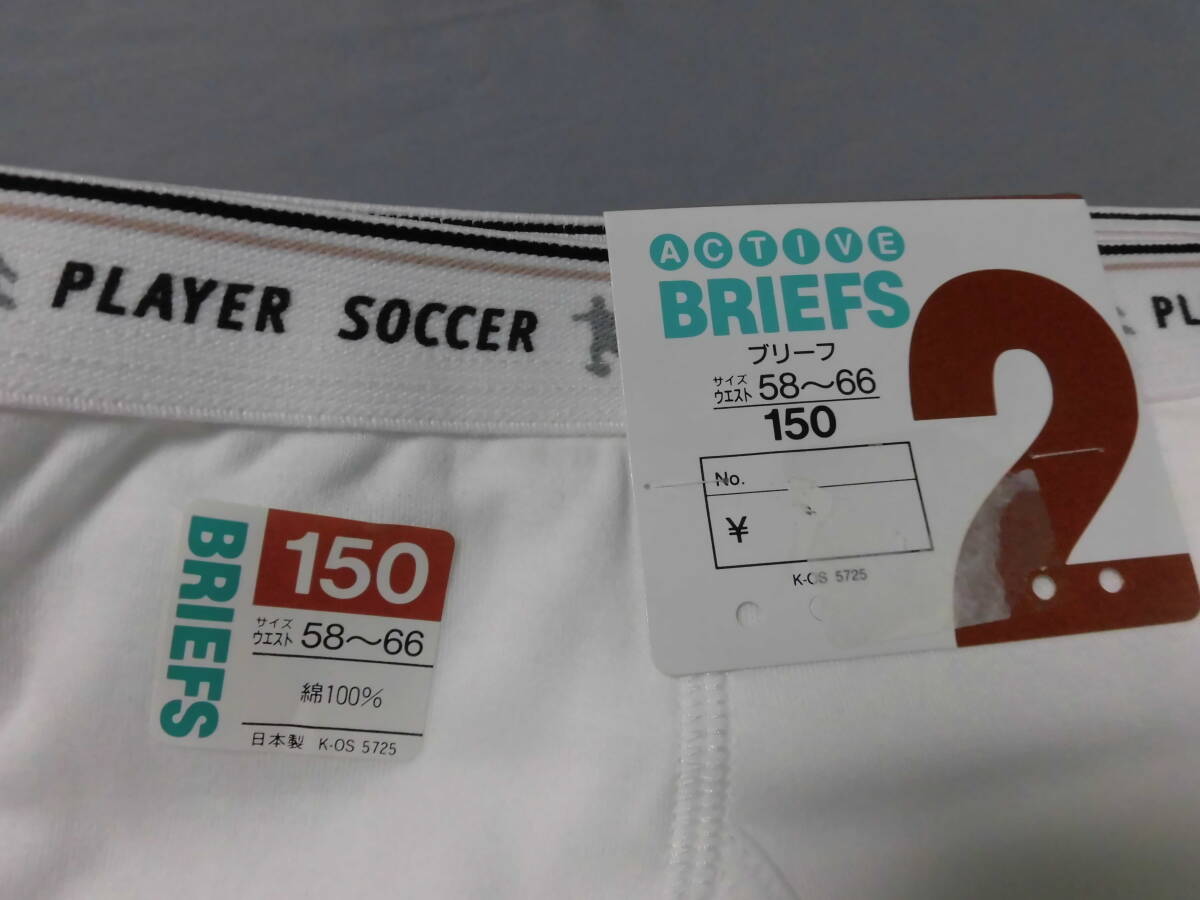 PLAYER SOCCER
PL
ACTIVE
BRIEFS
ブリーフ
サイズ
ウエスト 58〜66
150
No.
¥
K-OS 5725
2
BRIEFS
150
サイズ
ウエスト 58〜66
綿100%
日本製 K-OS 5725